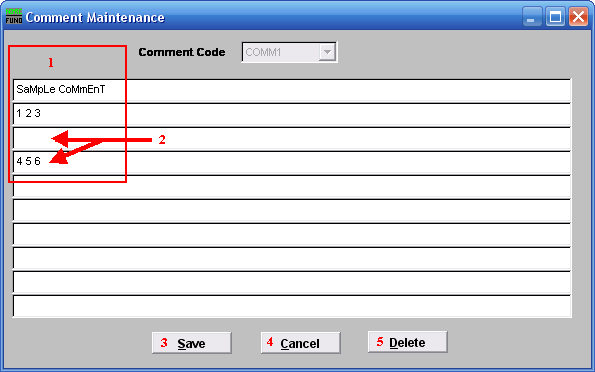 FUND Comment Maintenance
1
Comment Code COMM1
SaMpLe CoMmEnT
1 2 3
2
4 5 6
3 Save 4 Cancel 5 Delete